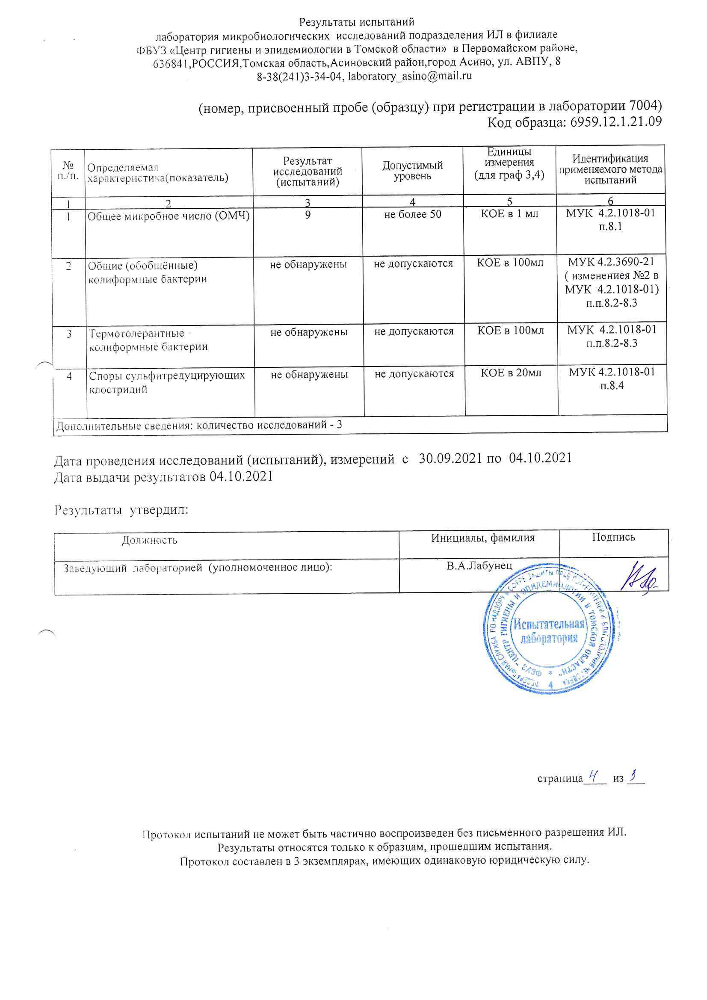 Результаты испытаний
лаборатория микробиологических исследований подразделения ИЛ в филиале
ФБУЗ «Центр гигиены и эпидемиологии в Томской области» в Первомайском районе,
636841,РОССИЯ,Томская область,Асиновский район,город Асино, ул. АВПУ, 8
8-38(241)3-34-04, laboratory_asino@mail.ru
(номер, присвоенный пробе (образцу) при регистрации в лаборатории 7004)
Код образца: 6959.12.1.21.09
№ п./п. Определяемая характеристика(показатель) Результат исследований (испытаний) Допустимый уровень Единицы измерения (для граф 3,4) Идентификация применяемого метода испытаний
1 2 3 4 5 6
1 Общее микробное число (ОМЧ) 9 не более 50 КОЕ в 1 мл МУК 4.2.1018-01
п.8.1
2 Общие (обобщённые) не обнаружены не допускаются КОЕ в 100мл МУК 4.2.3690-21
колиформные бактерии ( изменениея №2 в
МУК 4.2.1018-01)
п.п.8.2-8.3
3 Термотолерантные не обнаружены не допускаются КОЕ в 100мл МУК 4.2.1018-01
колиформные бактерии п.п.8.2-8.3
4 Споры сульфитредуцирующих не обнаружены не допускаются КОЕ в 20мл МУК 4.2.1018-01
клостридий п.8.4
Дополнительные сведения: количество исследований - 3
Дата проведения исследований (испытаний), измерений с 30.09.2021 по 04.10.2021
Дата выдачи результатов 04.10.2021
Результаты утвердил:
Должность Инициалы, фамилия Подпись
Заведующий лабораторией (уполномоченное лицо): В.А.Лабунец
ФЕДЕРАЛЬНАЯ СЛУЖБА ПО НАДЗОРУ В СФЕРЕ ЗАЩИТЫ ПРАВ ПОТРЕБИТЕЛЕЙ И БЛАГОПОЛУЧИЯ ЧЕЛОВЕКА 4
ФБУЗ "ЦЕНТР ГИГИЕНЫ И ЭПИДЕМИОЛОГИИ В ТОМСКОЙ ОБЛАСТИ" *
Испытательная
лаборатория
страница 4 из 3
Протокол испытаний не может быть частично воспроизведен без письменного разрешения ИЛ.
Результаты относятся только к образцам, прошедшим испытания.
Протокол составлен в 3 экземплярах, имеющих одинаковую юридическую силу.